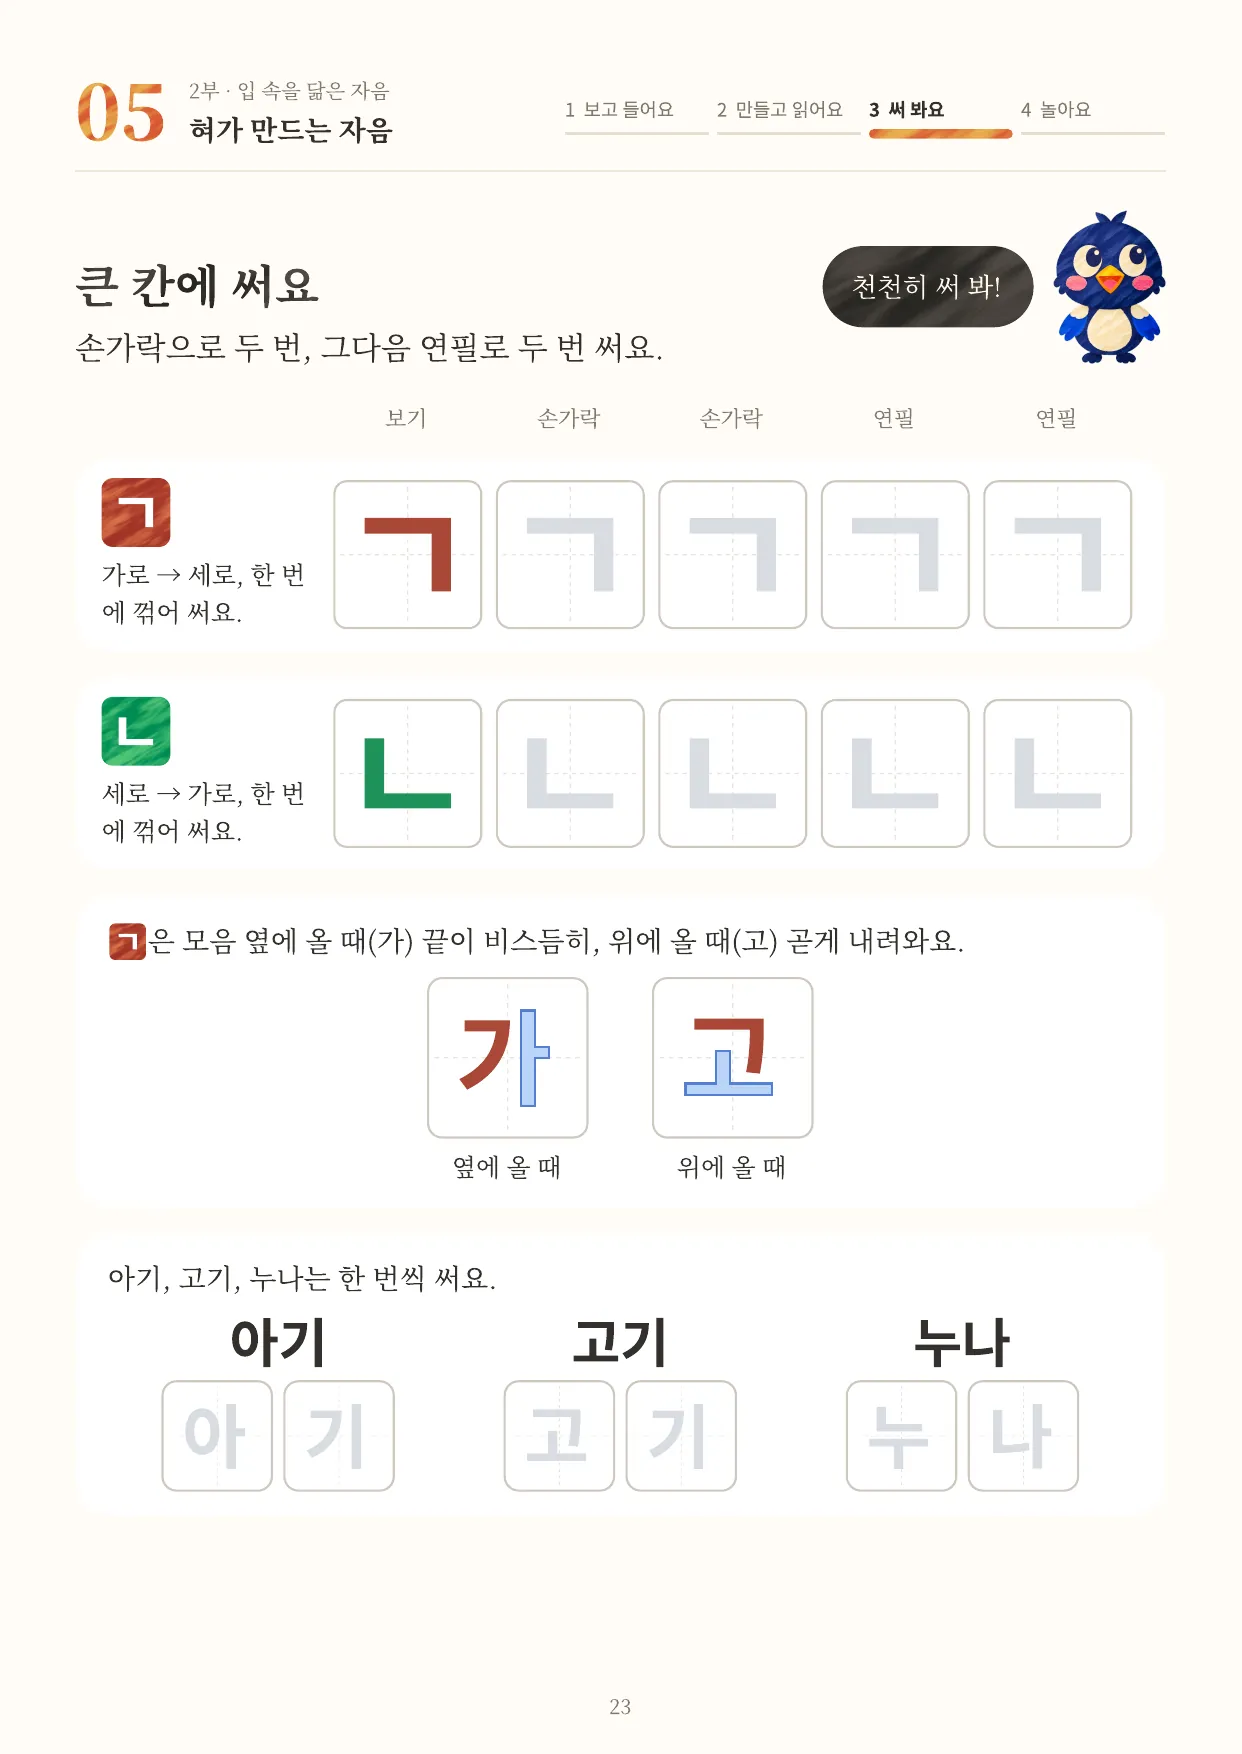 05
2부 · 입 속을 닮은 자음
혀가 만드는 자음
1 보고 들어요 2 만들고 읽어요 3 써 봐요 4 놀아요
큰 칸에 써요
천천히 써 봐!
손가락으로 두 번, 그다음 연필로 두 번 써요.
보기 손가락 손가락 연필 연필
ㄱ
가로 → 세로, 한 번
에 꺾어 써요.
ㄱ ㄱ ㄱ ㄱ ㄱ
ㄴ
세로 → 가로, 한 번
에 꺾어 써요.
ㄴ ㄴ ㄴ ㄴ ㄴ
ㄱ은 모음 옆에 올 때(가) 끝이 비스듬히, 위에 올 때(고) 곧게 내려와요.
가 고
옆에 올 때 위에 올 때
아기, 고기, 누나는 한 번씩 써요.
아기 고기 누나
아 기 고 기 누 나
23